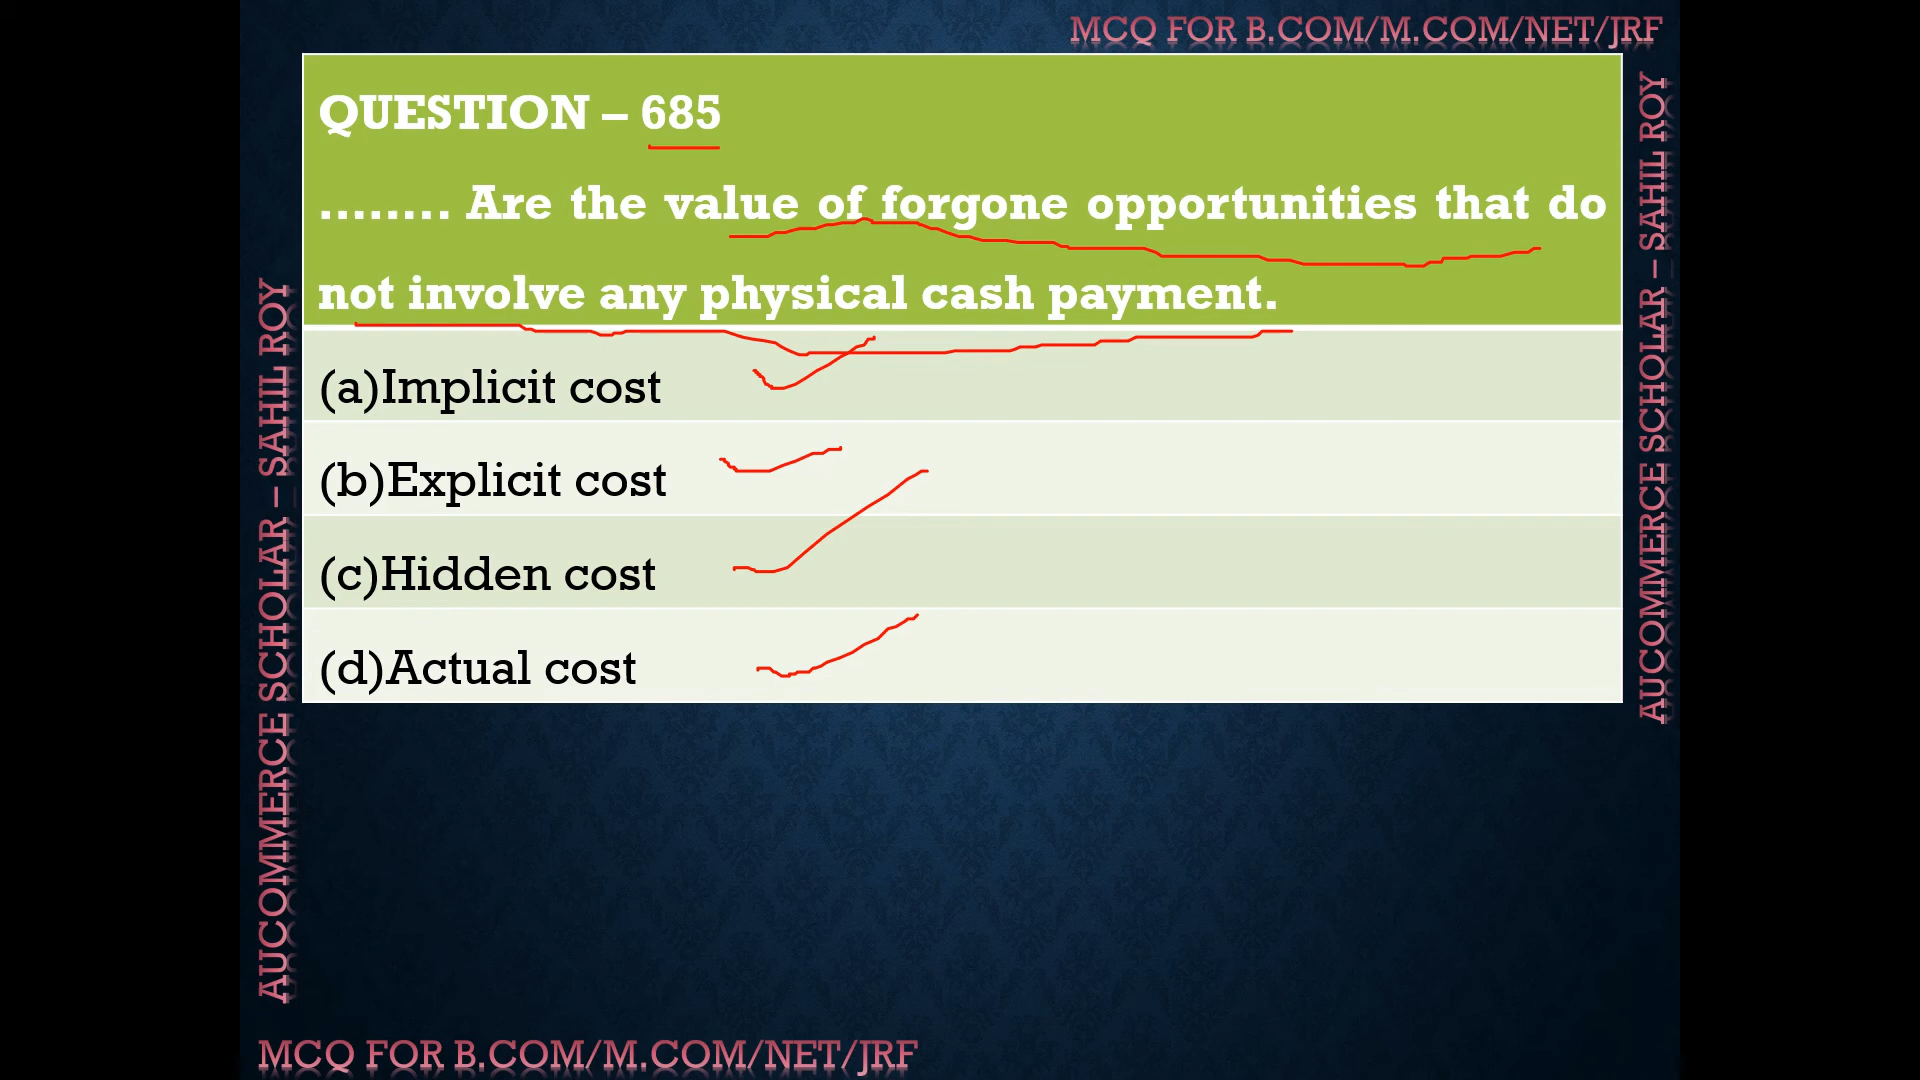 MCQ FOR B.COM/M.COM/NET/JRF
QUESTION – 685
........ Are the value of forgone opportunities that do
not involve any physical cash payment.
(a)Implicit cost
(b)Explicit cost
(c)Hidden cost
(d)Actual cost
AUCOMMERCE SCHOLAR – SAHIL ROY
AUCOMMERCE SCHOLAR – SAHIL ROY
MCQ FOR B.COM/M.COM/NET/JRF